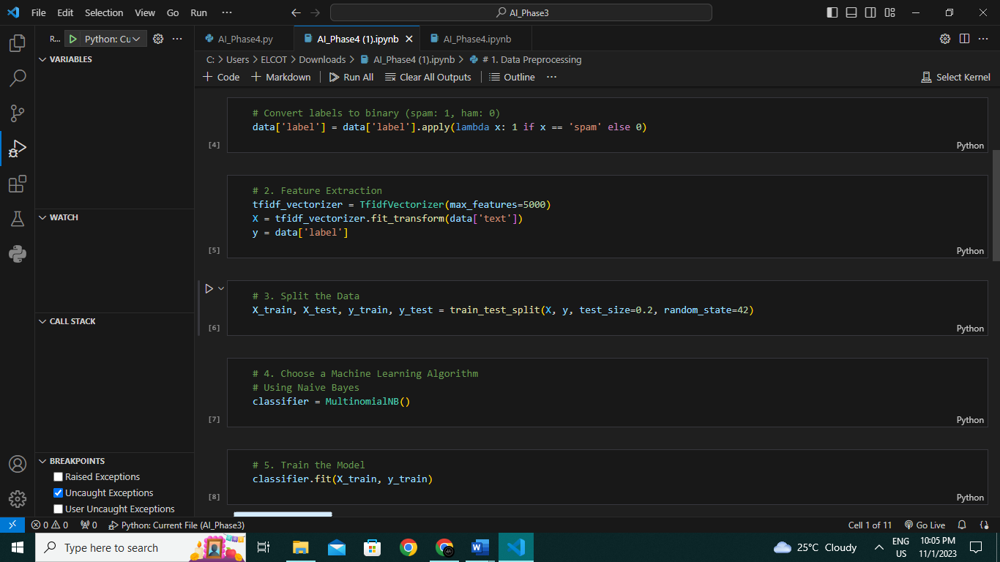 File Edit Selection View Go Run ··· AI_Phase3
R... Python: Cu
AI_Phase4.py AI_Phase4 (1).ipynb AI_Phase4.ipynb
C: > Users > ELCOT > Downloads > AI_Phase4 (1).ipynb > # 1. Data Preprocessing
+ Code + Markdown Run All Clear All Outputs Outline ··· Select Kernel
VARIABLES
WATCH
CALL STACK
BREAKPOINTS
Raised Exceptions
Uncaught Exceptions
User Uncaught Exceptions
# Convert labels to binary (spam: 1, ham: 0)
data['label'] = data['label'].apply(lambda x: 1 if x == 'spam' else 0)
[4] Python
# 2. Feature Extraction
tfidf_vectorizer = TfidfVectorizer(max_features=5000)
X = tfidf_vectorizer.fit_transform(data['text'])
y = data['label']
[5] Python
# 3. Split the Data
X_train, X_test, y_train, y_test = train_test_split(X, y, test_size=0.2, random_state=42)
[6] Python
# 4. Choose a Machine Learning Algorithm
# Using Naive Bayes
classifier = MultinomialNB()
[7] Python
# 5. Train the Model
classifier.fit(X_train, y_train)
[8] Python
0 0 0 Python: Current File (AI_Phase3) Cell 1 of 11 Go Live
Type here to search 25°C Cloudy ENG 10:05 PM
US 11/1/2023